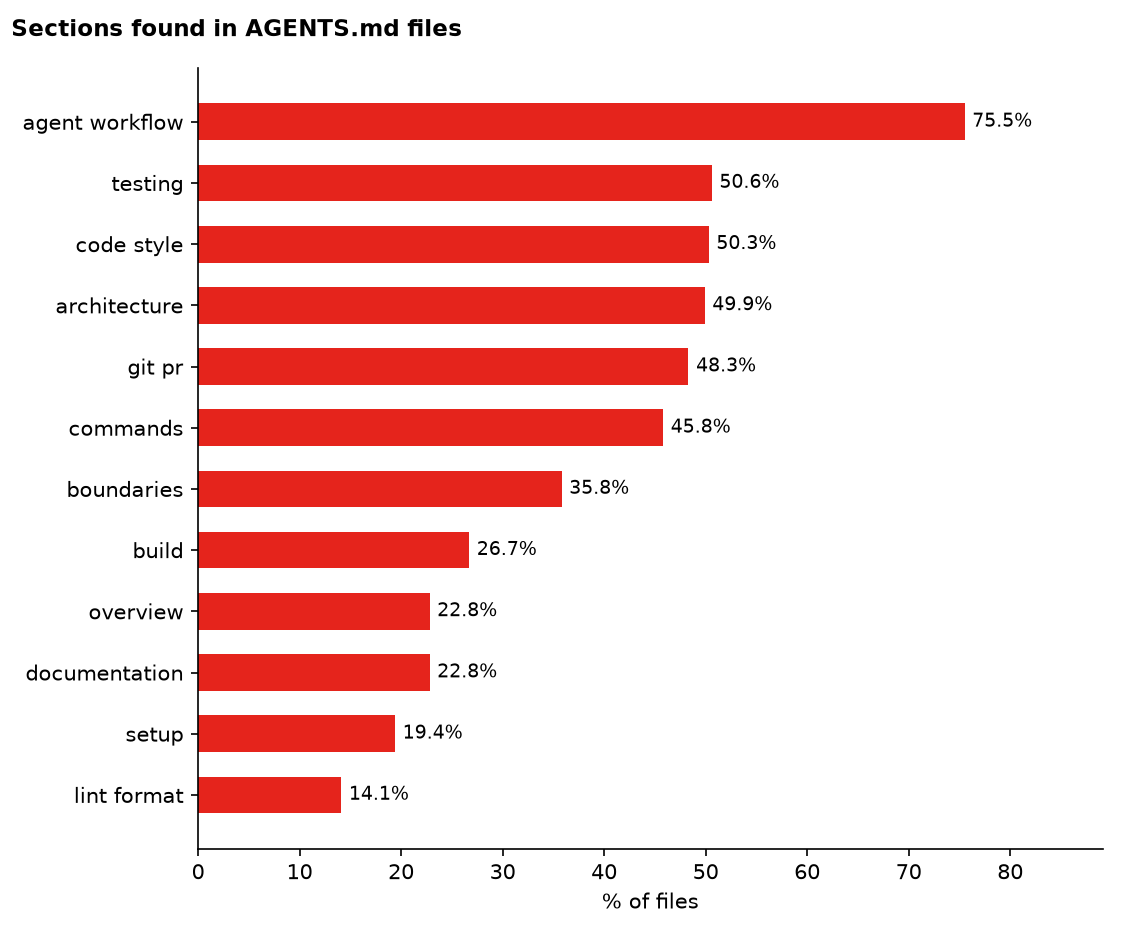 Sections found in AGENTS.md files
agent workflow 75.5%
testing 50.6%
code style 50.3%
architecture 49.9%
git pr 48.3%
commands 45.8%
boundaries 35.8%
build 26.7%
overview 22.8%
documentation 22.8%
setup 19.4%
lint format 14.1%
0 10 20 30 40 50 60 70 80
% of files